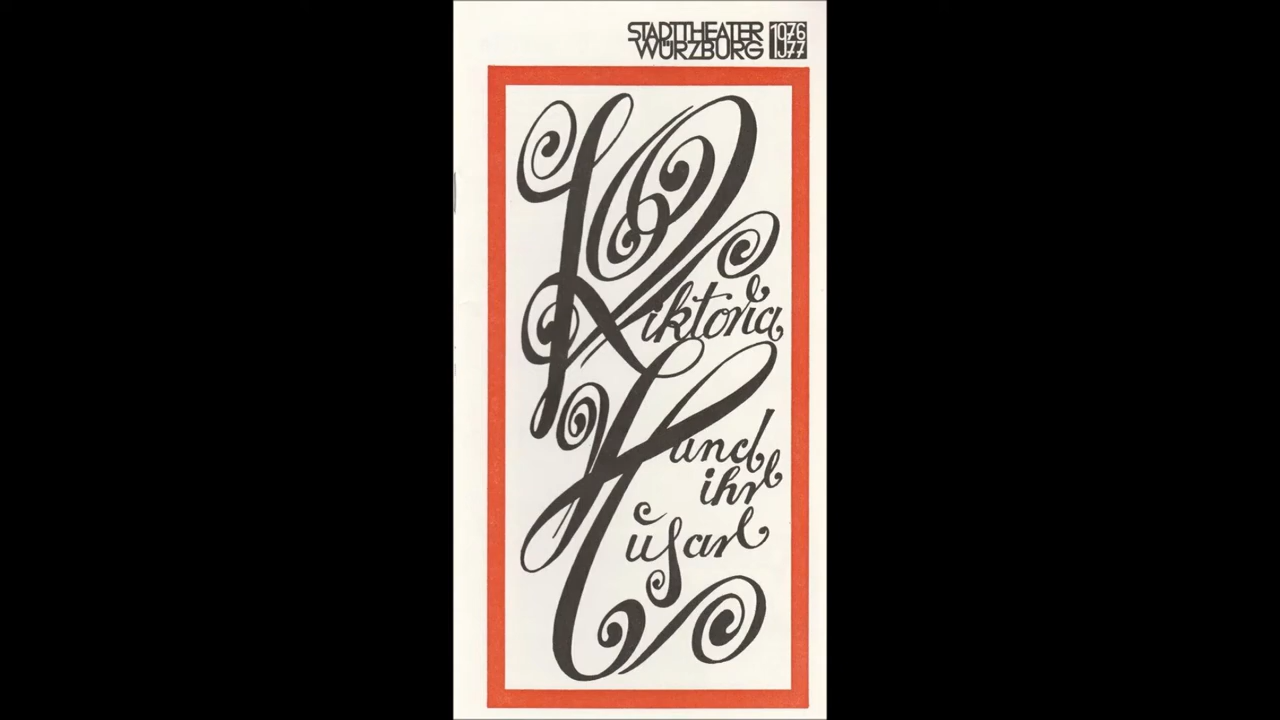 STADTTHEATER
WÜRZBURG
1976
1977
Viktoria
und
ihr
Husar